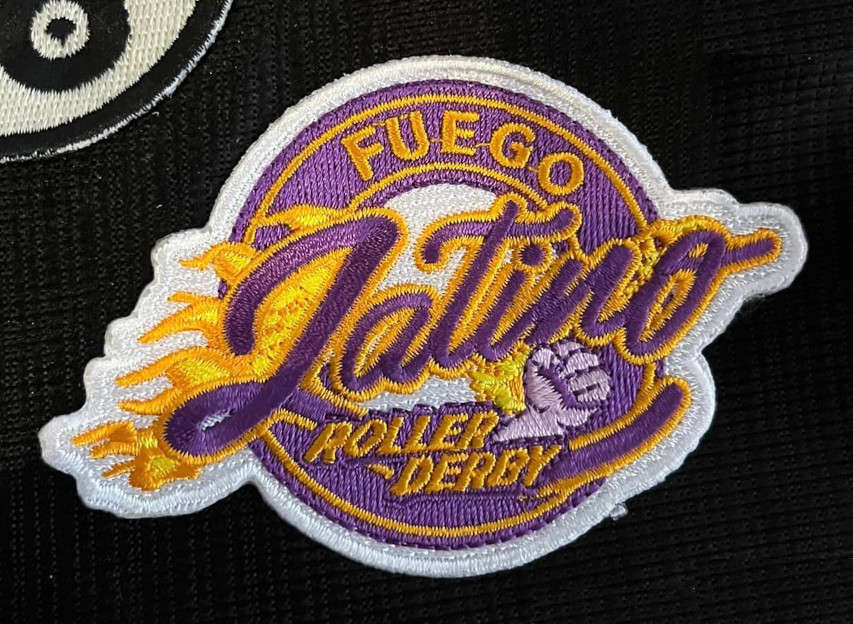 FUEGO
Latino
ROLLER
DERBY